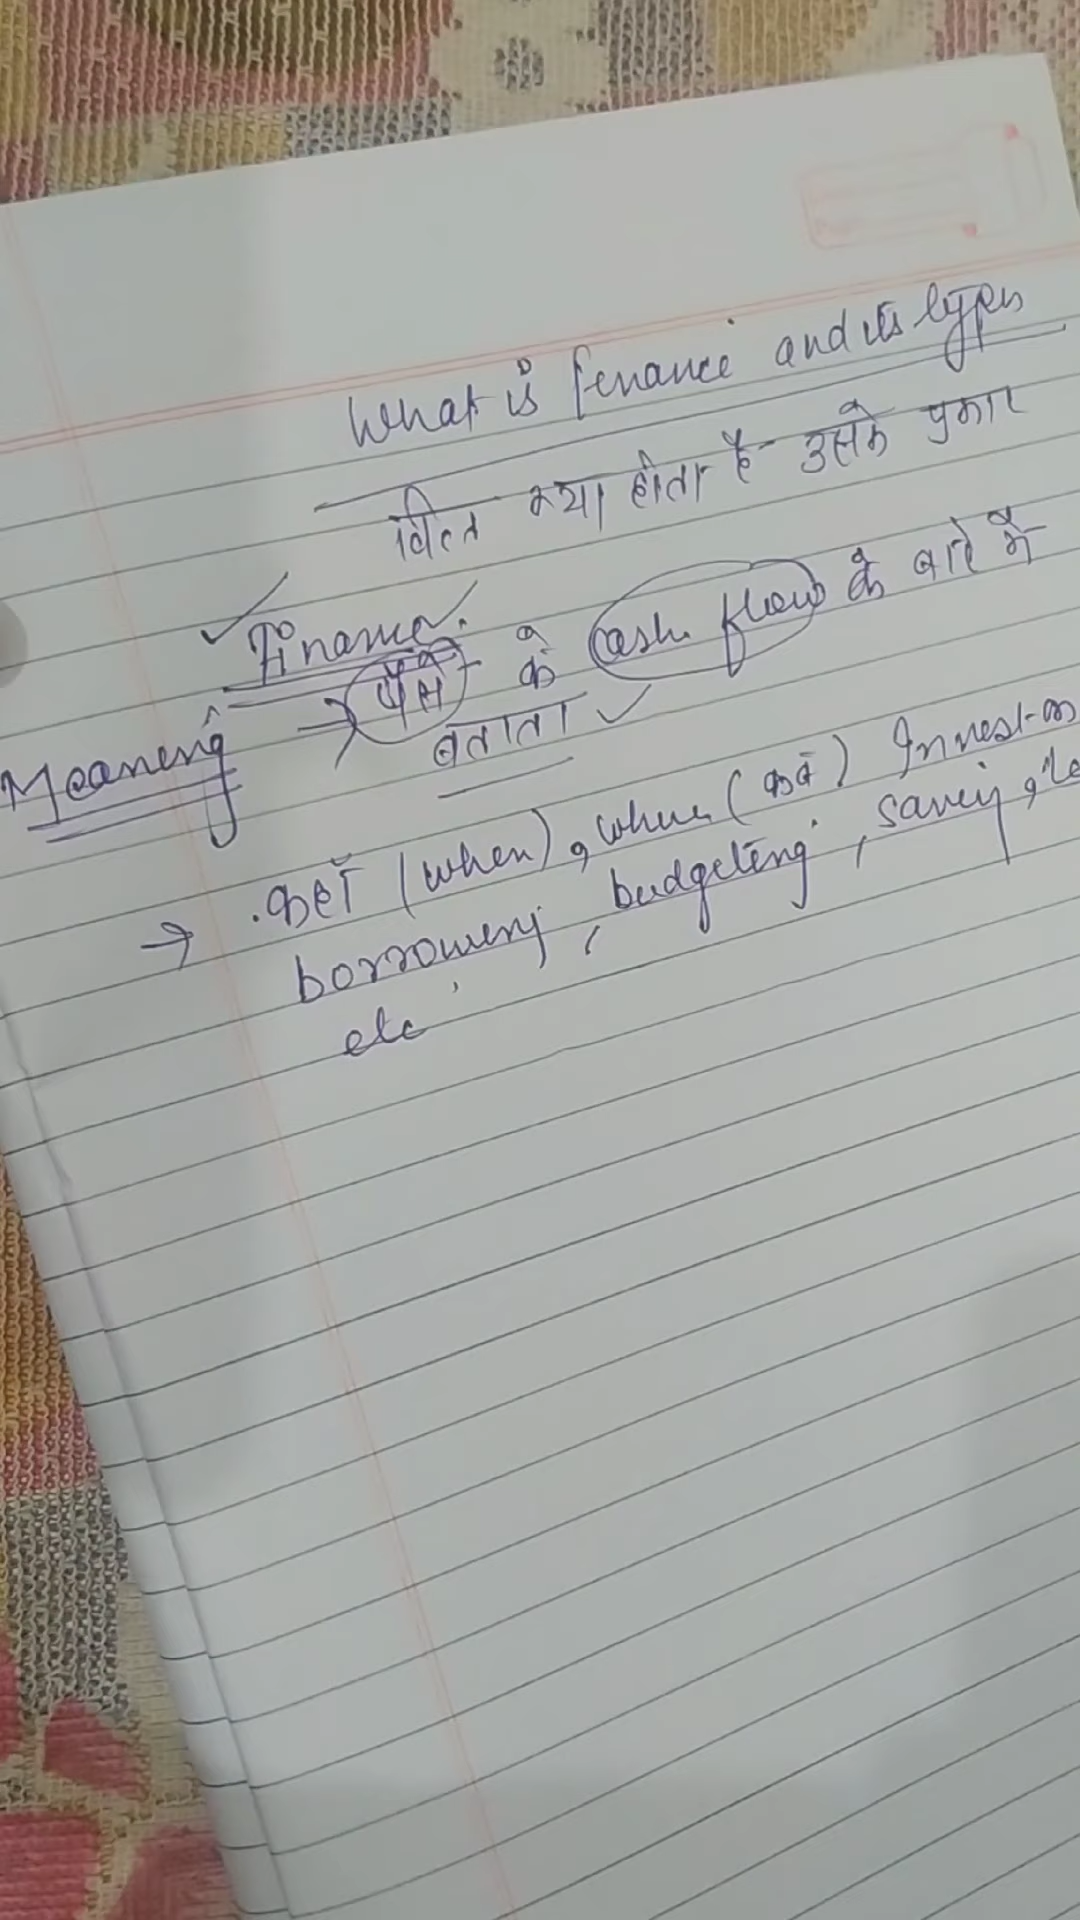 What is finance and its types
वित्त क्या होता है उसके प्रकार
Finance.
Meaning → पैसे के cash flow के बारे में
बताता
→ कहाँ (when), where (कब) Invest
borrowing, budgeting, saving,
etc